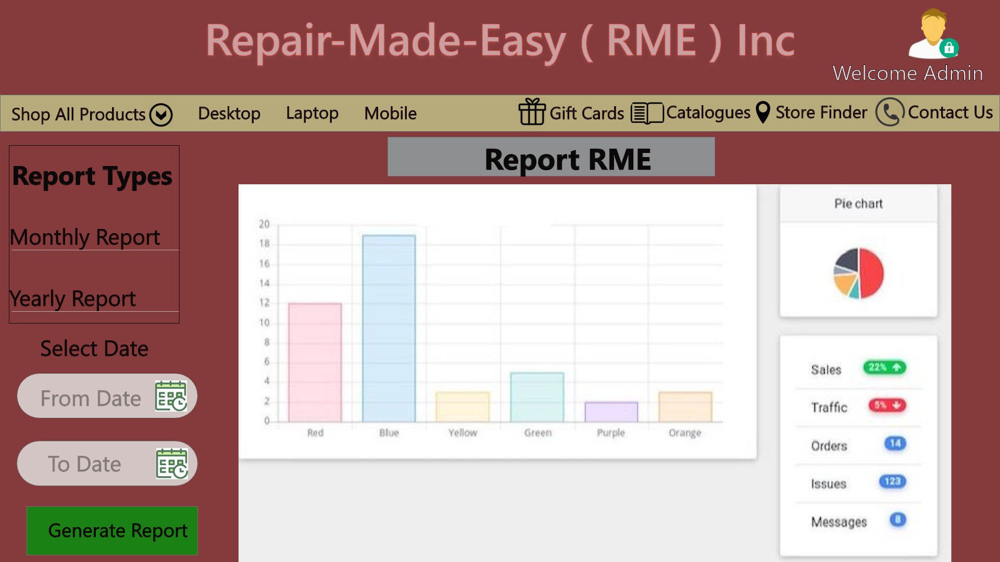 Repair-Made-Easy ( RME ) Inc
Welcome Admin
Shop All Products Desktop Laptop Mobile Gift Cards Catalogues Store Finder Contact Us
Report Types
Monthly Report
Yearly Report
Select Date
From Date
To Date
Generate Report
Report RME
20
18
16
14
12
10
8
6
4
2
0
Red Blue Yellow Green Purple Orange
Pie chart
Sales 22%
Traffic 5%
Orders 14
Issues 123
Messages 8